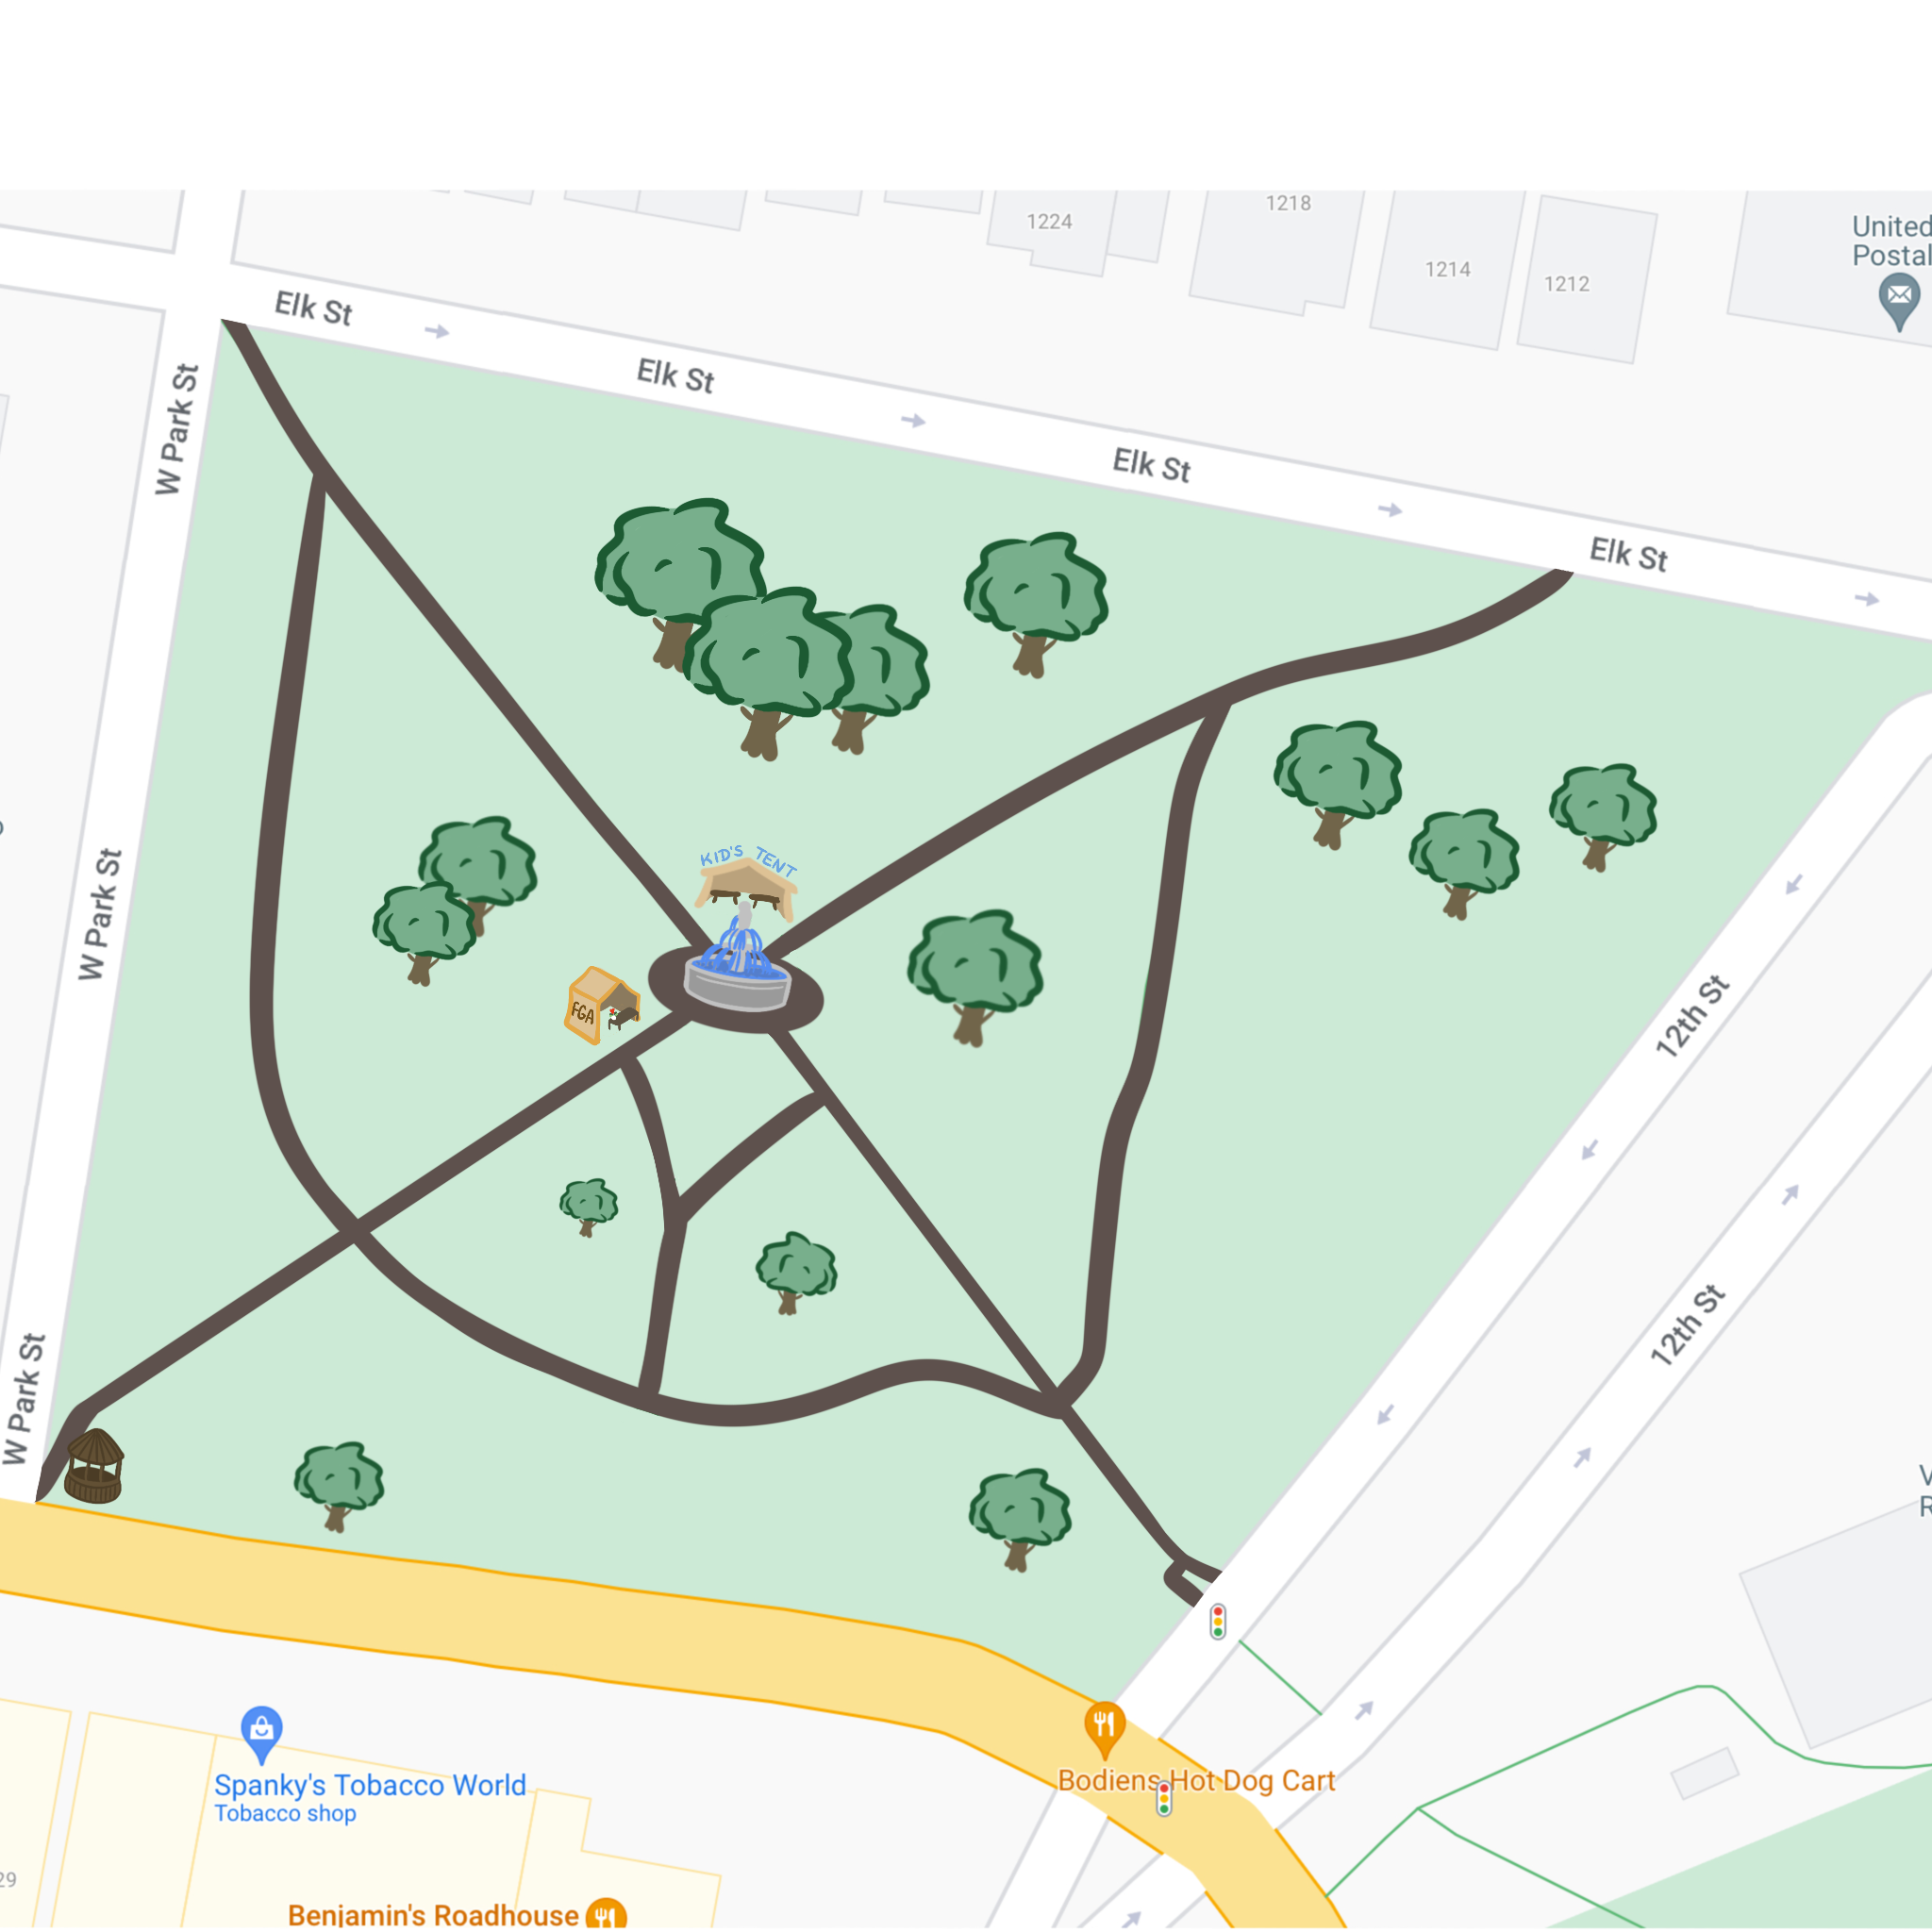 1218
1224
United
Postal
1214
1212
Elk St
Elk St
Elk St
Elk St
W Park St
KID'S TENT
W Park St
FGA
12th St
12th St
W Park St
V
R
Spanky's Tobacco World
Tobacco shop
Bodiens Hot Dog Cart
29
Benjamin's Roadhouse